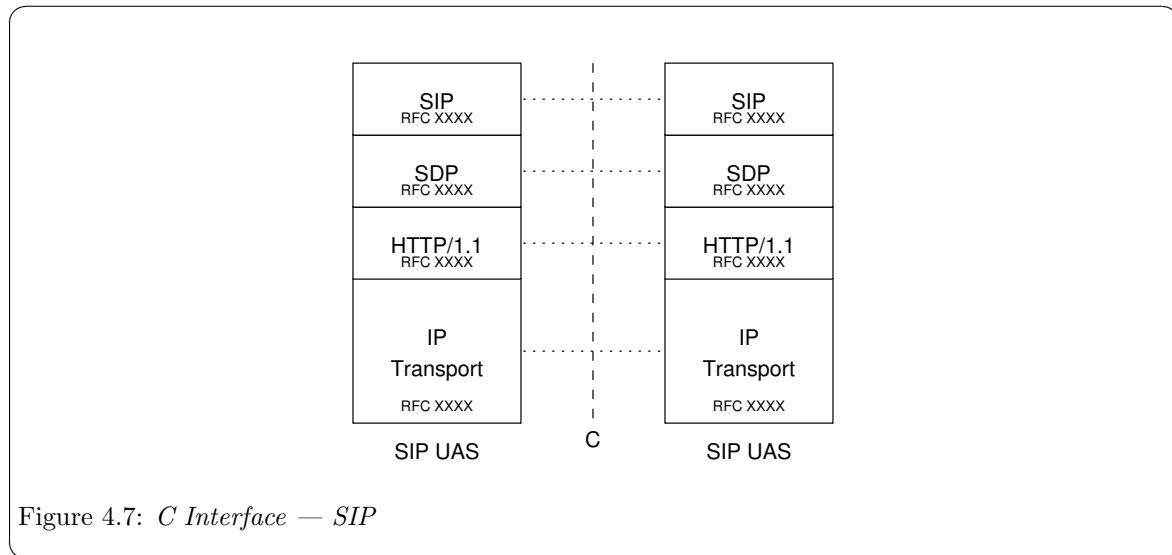 SIP
RFC XXXX
SDP
RFC XXXX
HTTP/1.1
RFC XXXX
IP
Transport
RFC XXXX
SIP UAS
C
SIP
RFC XXXX
SDP
RFC XXXX
HTTP/1.1
RFC XXXX
IP
Transport
RFC XXXX
SIP UAS
Figure 4.7: C Interface — SIP